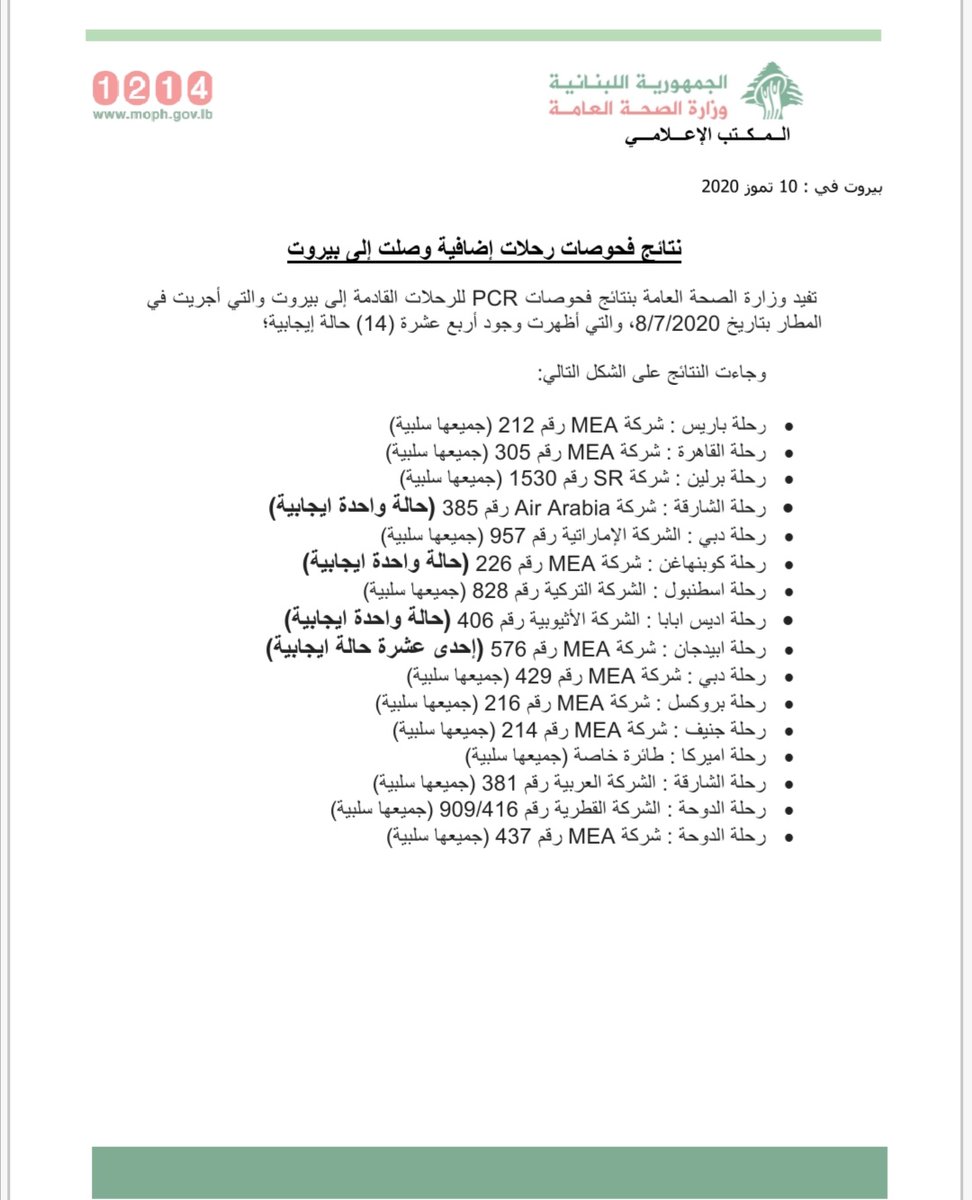 1214
www.moph.gov.lb
الجمهورية اللبنانية
وزارة الصحة العامة
المكتب الإعلامي
بيروت في : 10 تموز 2020
نتائج فحوصات رحلات إضافية وصلت إلى بيروت
تفيد وزارة الصحة العامة بنتائج فحوصات PCR للرحلات القادمة إلى بيروت والتي أجريت في
المطار بتاريخ 8/7/2020، والتي أظهرت وجود أربع عشرة (14) حالة إيجابية؛
وجاءت النتائج على الشكل التالي:
• رحلة باريس : شركة MEA رقم 212 (جميعها سلبية)
• رحلة القاهرة : شركة MEA رقم 305 (جميعها سلبية)
• رحلة برلين : شركة SR رقم 1530 (جميعها سلبية)
• رحلة الشارقة : شركة Air Arabia رقم 385 (حالة واحدة ايجابية)
• رحلة دبي : الشركة الإماراتية رقم 957 (جميعها سلبية)
• رحلة كوبنهاغن : شركة MEA رقم 226 (حالة واحدة ايجابية)
• رحلة اسطنبول : الشركة التركية رقم 828 (جميعها سلبية)
• رحلة اديس ابابا : الشركة الأثيوبية رقم 406 (حالة واحدة ايجابية)
• رحلة ابيدجان : شركة MEA رقم 576 (إحدى عشرة حالة ايجابية)
• رحلة دبي : شركة MEA رقم 429 (جميعها سلبية)
• رحلة بروكسل : شركة MEA رقم 216 (جميعها سلبية)
• رحلة جنيف : شركة MEA رقم 214 (جميعها سلبية)
• رحلة اميركا : طائرة خاصة (جميعها سلبية)
• رحلة الشارقة : الشركة العربية رقم 381 (جميعها سلبية)
• رحلة الدوحة : الشركة القطرية رقم 909/416 (جميعها سلبية)
• رحلة الدوحة : شركة MEA رقم 437 (جميعها سلبية)